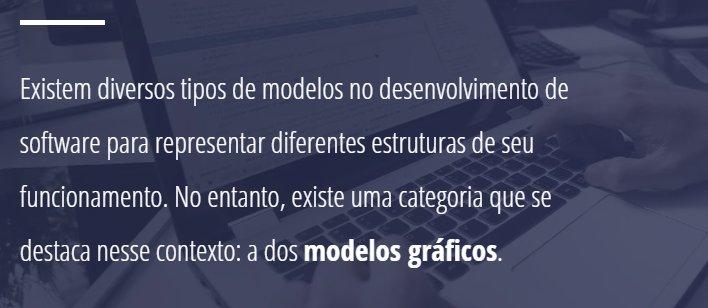 Existem diversos tipos de modelos no desenvolvimento de
software para representar diferentes estruturas de seu
funcionamento. No entanto, existe uma categoria que se
destaca nesse contexto: a dos modelos gráficos.